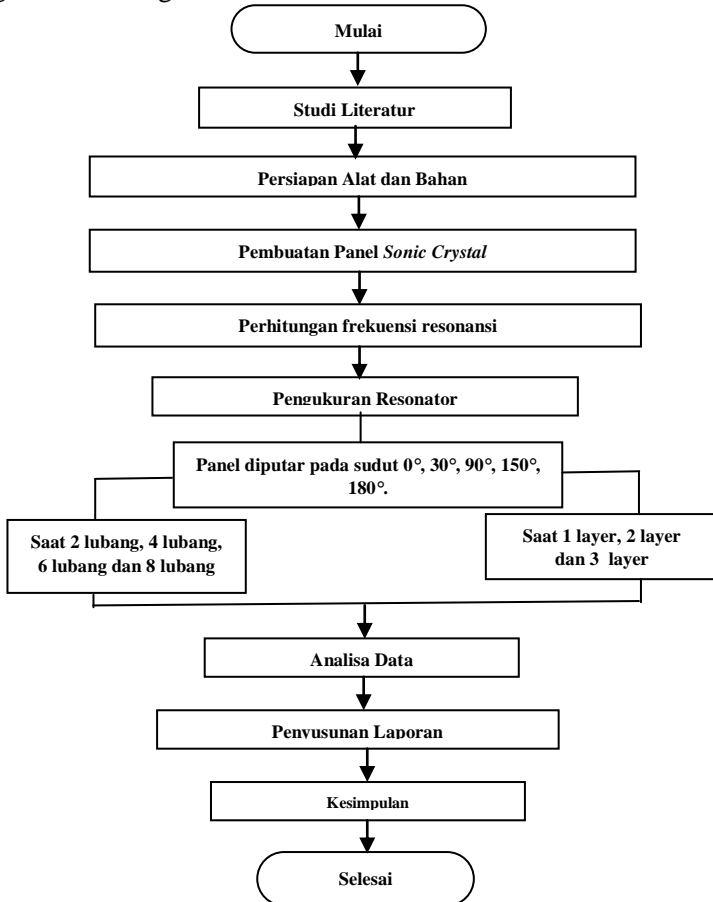 Mulai
Studi Literatur
Persiapan Alat dan Bahan
Pembuatan Panel Sonic Crystal
Perhitungan frekuensi resonansi
Pengukuran Resonator
Panel diputar pada sudut 0°, 30°, 90°, 150°,
180°.
Saat 2 lubang, 4 lubang,
6 lubang dan 8 lubang
Saat 1 layer, 2 layer
dan 3 layer
Analisa Data
Penyusunan Laporan
Kesimpulan
Selesai